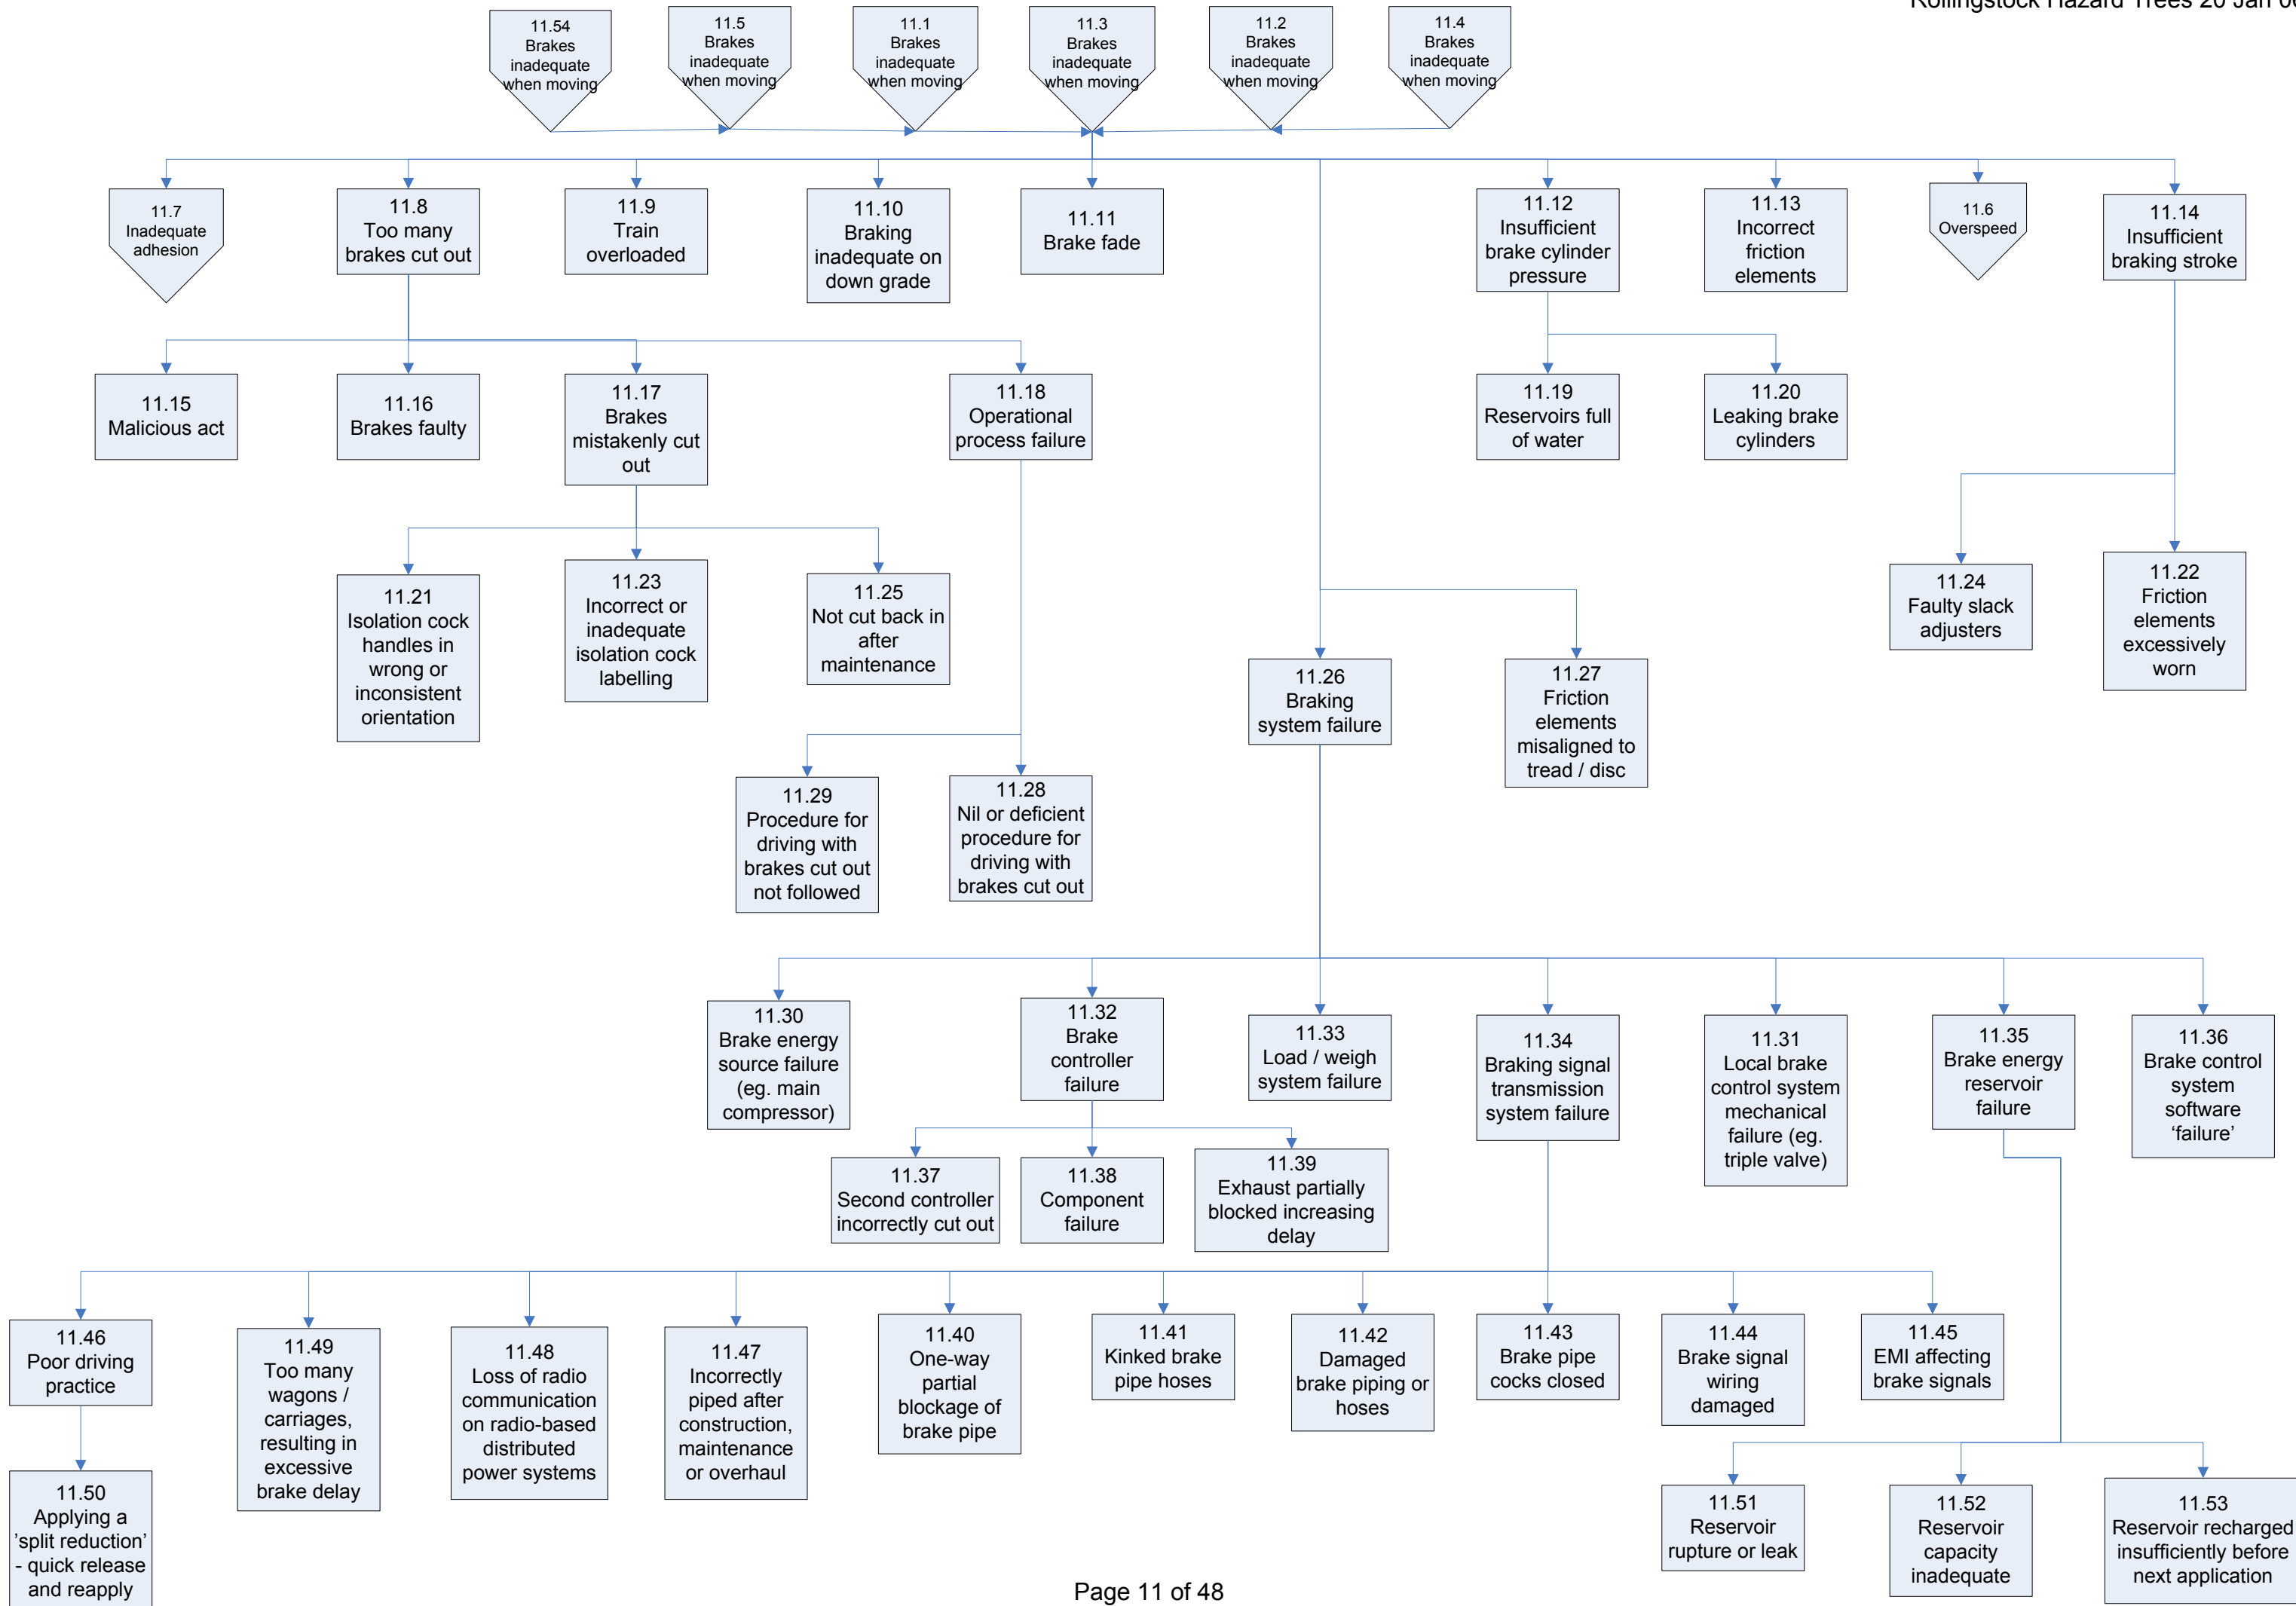 Rollingstock Hazard Trees 20 Jan 06
11.54
Brakes
inadequate
when moving
11.5
Brakes
inadequate
when moving
11.1
Brakes
inadequate
when moving
11.3
Brakes
inadequate
when moving
11.2
Brakes
inadequate
when moving
11.4
Brakes
inadequate
when moving
11.7
Inadequate
adhesion
11.8
Too many
brakes cut out
11.9
Train
overloaded
11.10
Braking
inadequate on
down grade
11.11
Brake fade
11.12
Insufficient
brake cylinder
pressure
11.13
Incorrect
friction
elements
11.6
Overspeed
11.14
Insufficient
braking stroke
11.15
Malicious act
11.16
Brakes faulty
11.17
Brakes
mistakenly cut
out
11.18
Operational
process failure
11.19
Reservoirs full
of water
11.20
Leaking brake
cylinders
11.21
Isolation cock
handles in
wrong or
inconsistent
orientation
11.23
Incorrect or
inadequate
isolation cock
labelling
11.25
Not cut back in
after
maintenance
11.24
Faulty slack
adjusters
11.22
Friction
elements
excessively
worn
11.26
Braking
system failure
11.27
Friction
elements
misaligned to
tread / disc
11.29
Procedure for
driving with
brakes cut out
not followed
11.28
Nil or deficient
procedure for
driving with
brakes cut out
11.30
Brake energy
source failure
(eg. main
compressor)
11.32
Brake
controller
failure
11.33
Load / weigh
system failure
11.34
Braking signal
transmission
system failure
11.31
Local brake
control system
mechanical
failure (eg.
triple valve)
11.35
Brake energy
reservoir
failure
11.36
Brake control
system
software
‘failure’
11.37
Second controller
incorrectly cut out
11.38
Component
failure
11.39
Exhaust partially
blocked increasing
delay
11.46
Poor driving
practice
11.49
Too many
wagons /
carriages,
resulting in
excessive
brake delay
11.48
Loss of radio
communication
on radio-based
distributed
power systems
11.47
Incorrectly
piped after
construction,
maintenance
or overhaul
11.40
One-way
partial
blockage of
brake pipe
11.41
Kinked brake
pipe hoses
11.42
Damaged
brake piping or
hoses
11.43
Brake pipe
cocks closed
11.44
Brake signal
wiring
damaged
11.45
EMI affecting
brake signals
11.50
Applying a
’split reduction’
- quick release
and reapply
11.51
Reservoir
rupture or leak
11.52
Reservoir
capacity
inadequate
11.53
Reservoir recharged
insufficiently before
next application
Page 11 of 48